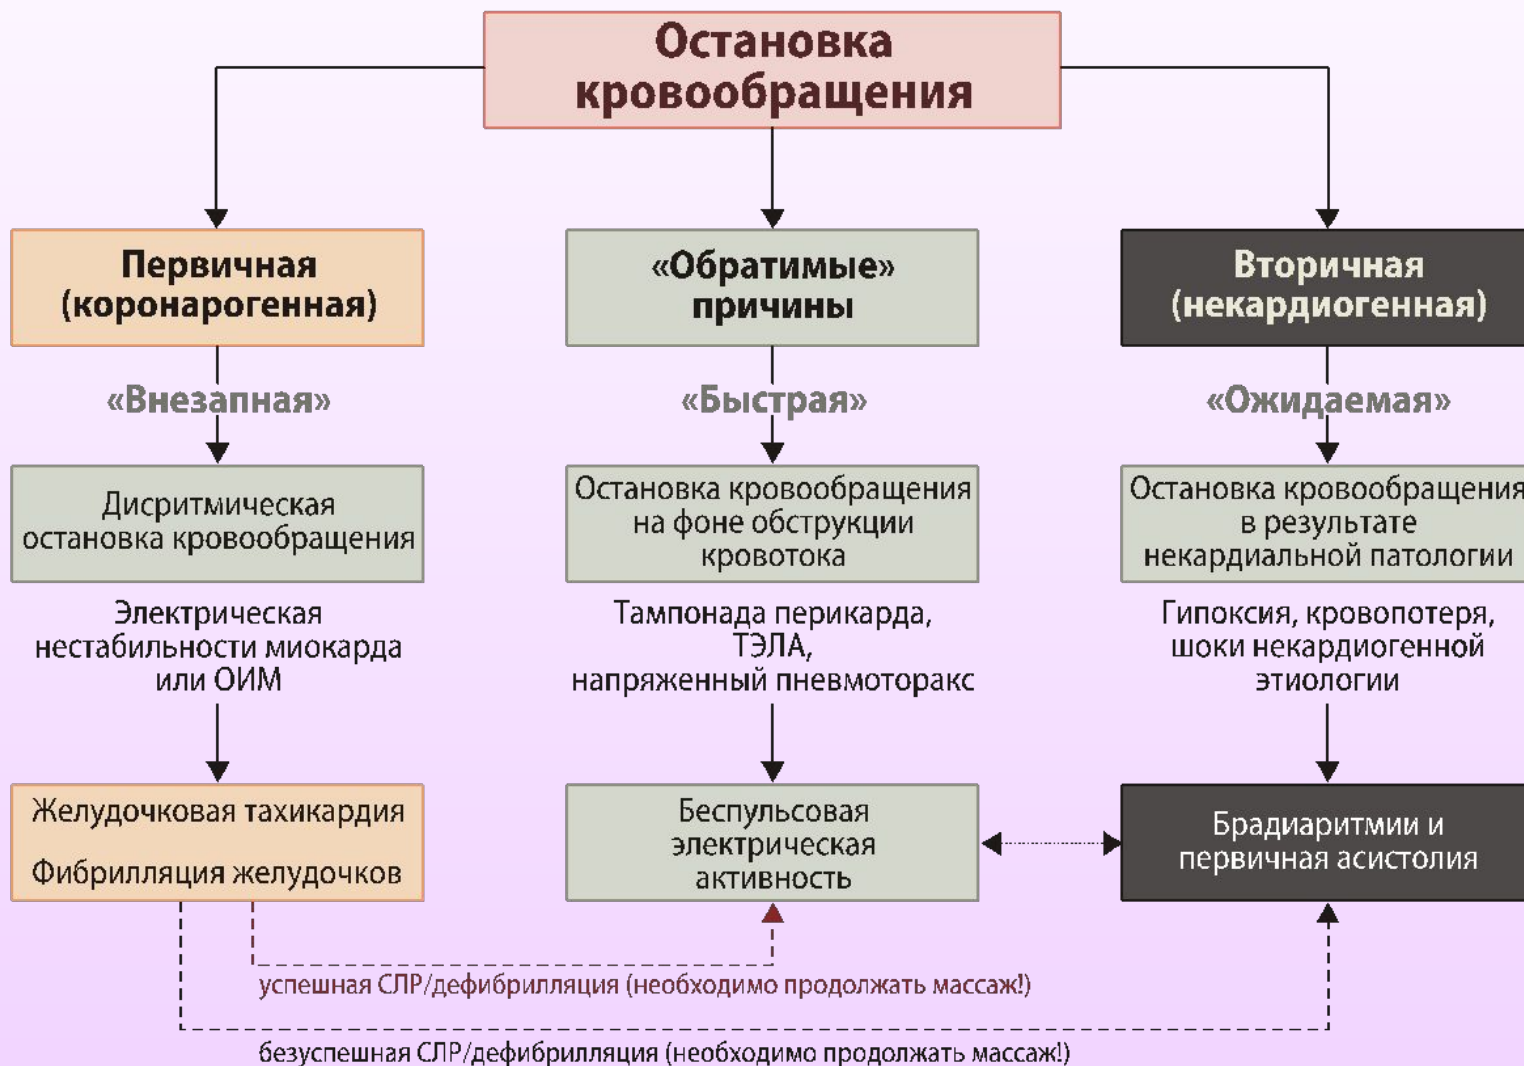 Остановка
кровообращения
Первичная
(коронарогенная)
«Обратимые»
причины
Вторичная
(некардиогенная)
«Внезапная»
«Быстрая»
«Ожидаемая»
Дисритмическая
остановка кровообращения
Остановка кровообращения
на фоне обструкции
кровотока
Остановка кровообращения
в результате
некардиальной патологии
Электрическая
нестабильности миокарда
или ОИМ
Тампонада перикарда,
ТЭЛА,
напряженный пневмоторакс
Гипоксия, кровопотеря,
шоки некардиогенной
этиологии
Желудочковая тахикардия
Фибрилляция желудочков
Беспульсовая
электрическая
активность
Брадиаритмии и
первичная асистолия
успешная СЛР/дефибрилляция (необходимо продолжать массаж!)
безуспешная СЛР/дефибрилляция (необходимо продолжать массаж!)